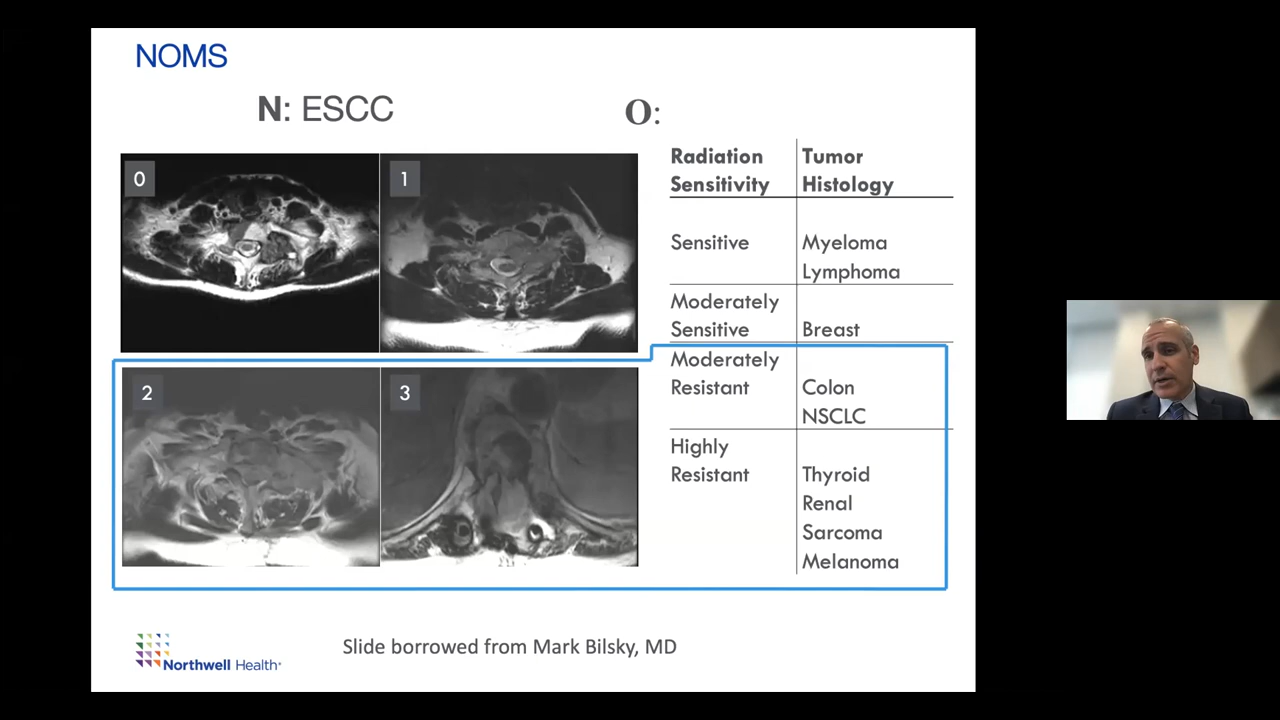 NOMS
N: ESCC
O:
0
1
2
3
Radiation
Sensitivity
Tumor
Histology
Sensitive
Myeloma
Lymphoma
Moderately
Sensitive
Breast
Moderately
Resistant
Colon
NSCLC
Highly
Resistant
Thyroid
Renal
Sarcoma
Melanoma
Northwell Health
Slide borrowed from Mark Bilsky, MD